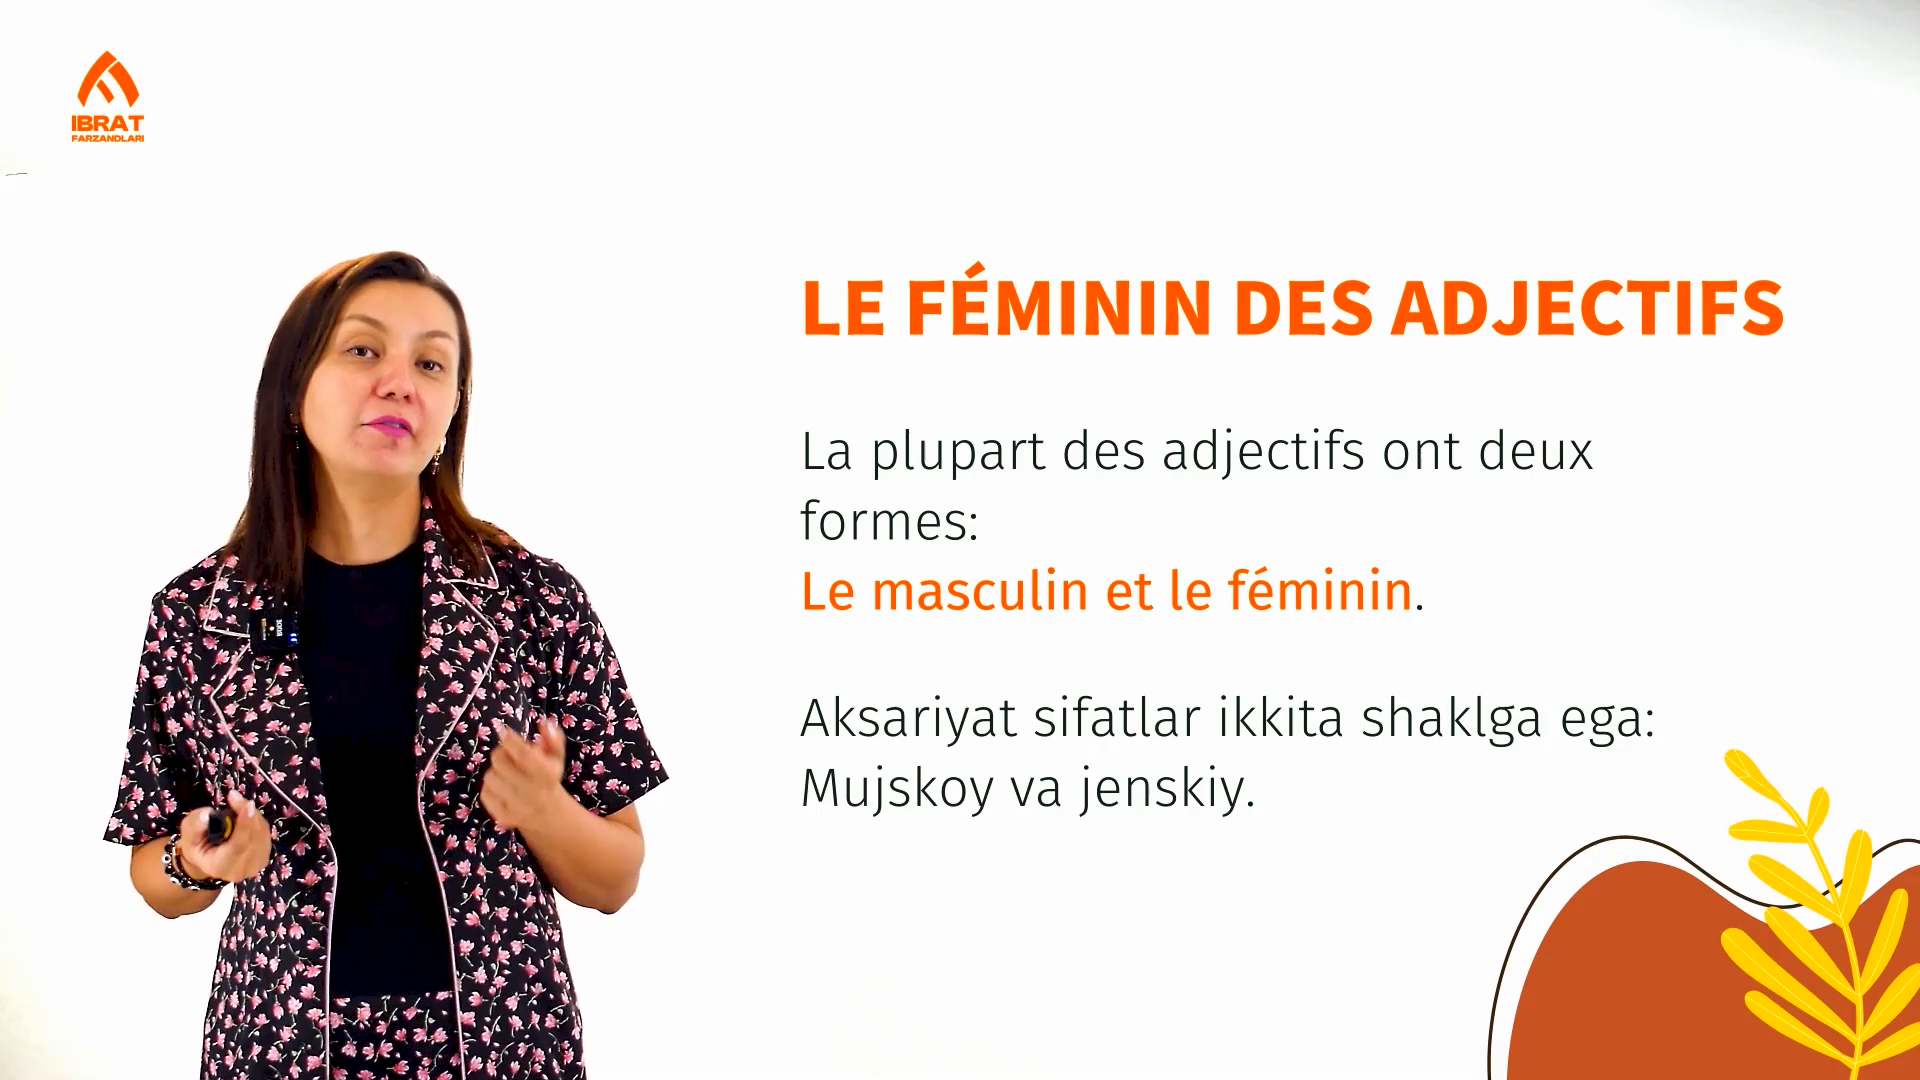 IBRAT
FARZANDLARI
LE FÉMININ DES ADJECTIFS
La plupart des adjectifs ont deux
formes:
Le masculin et le féminin.
Aksariyat sifatlar ikkita shaklga ega:
Mujskoy va jenskiy.